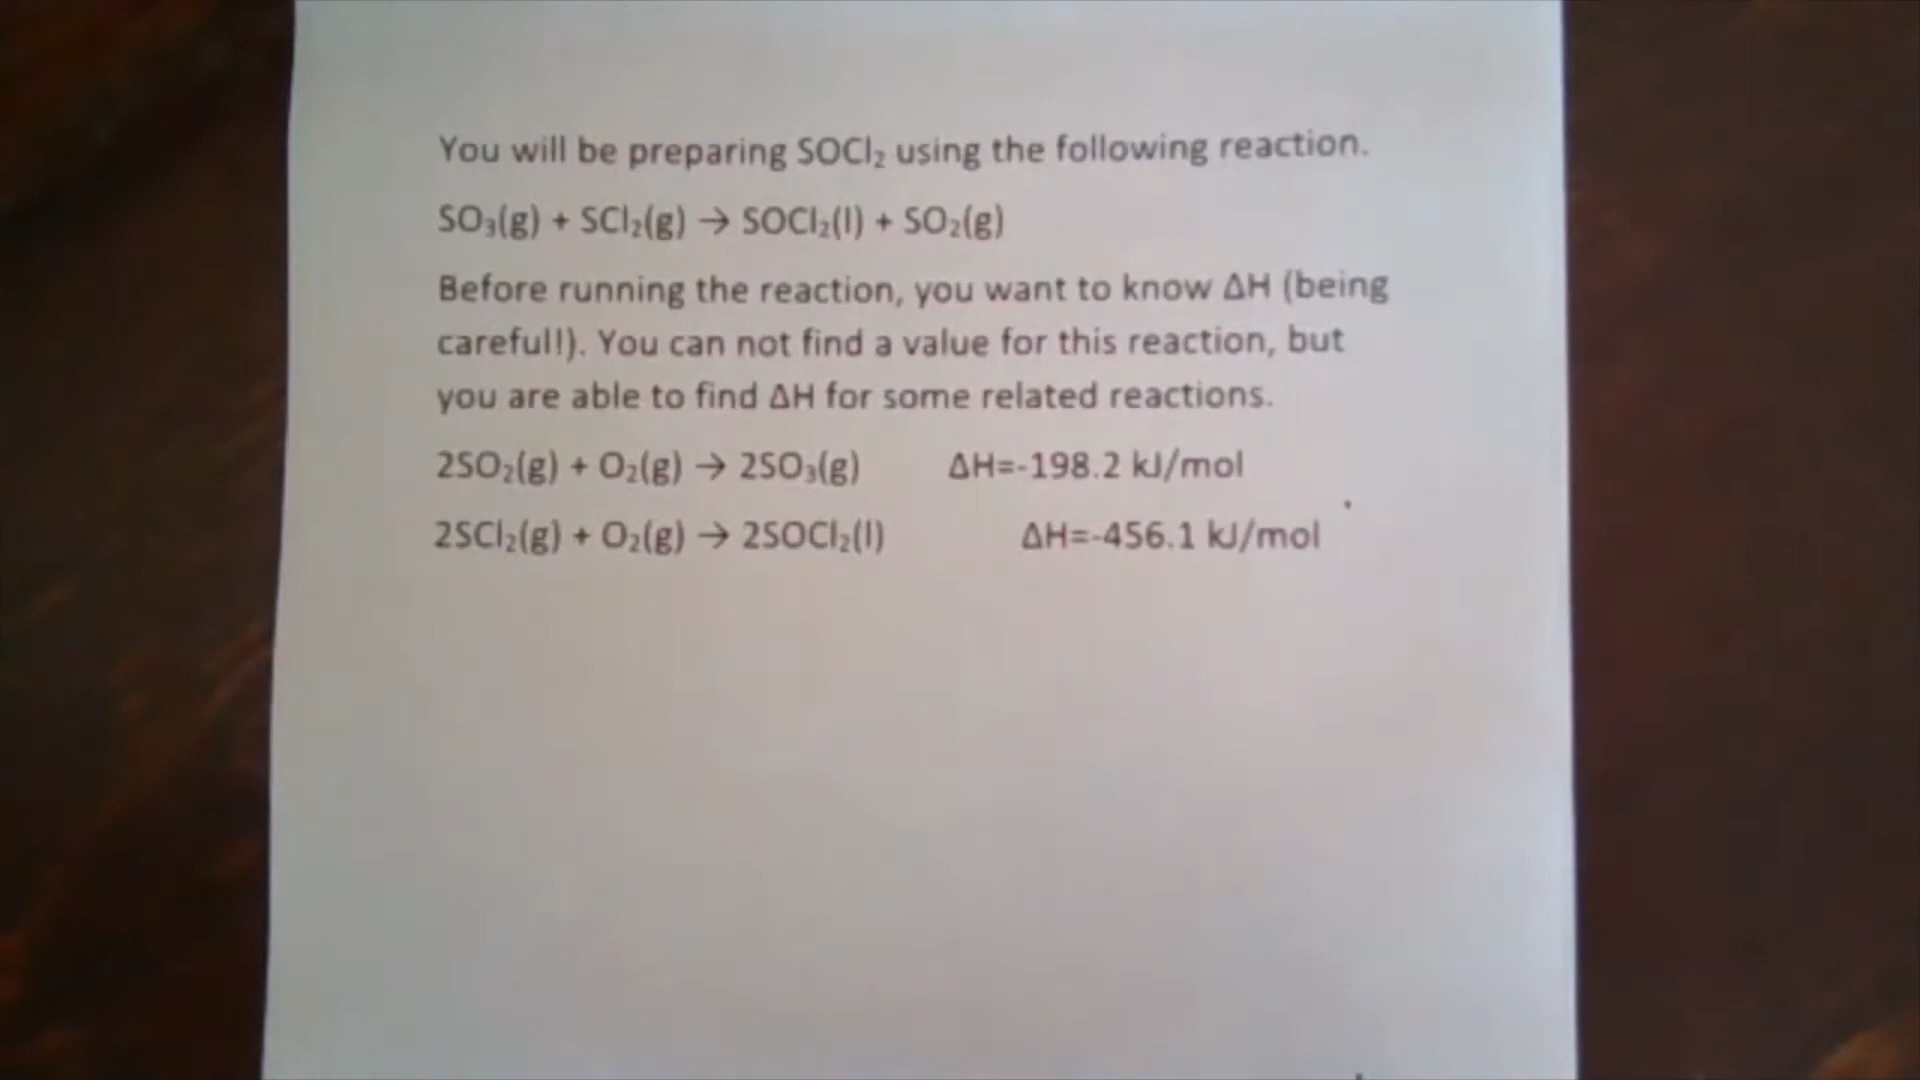 You will be preparing SOCl₂ using the following reaction.
SO₃(g) + SCl₂(g) → SOCl₂(l) + SO₂(g)
Before running the reaction, you want to know ΔH (being
careful!). You can not find a value for this reaction, but
you are able to find ΔH for some related reactions.
2SO₂(g) + O₂(g) → 2SO₃(g) ΔH=-198.2 kJ/mol
2SCl₂(g) + O₂(g) → 2SOCl₂(l) ΔH=-456.1 kJ/mol